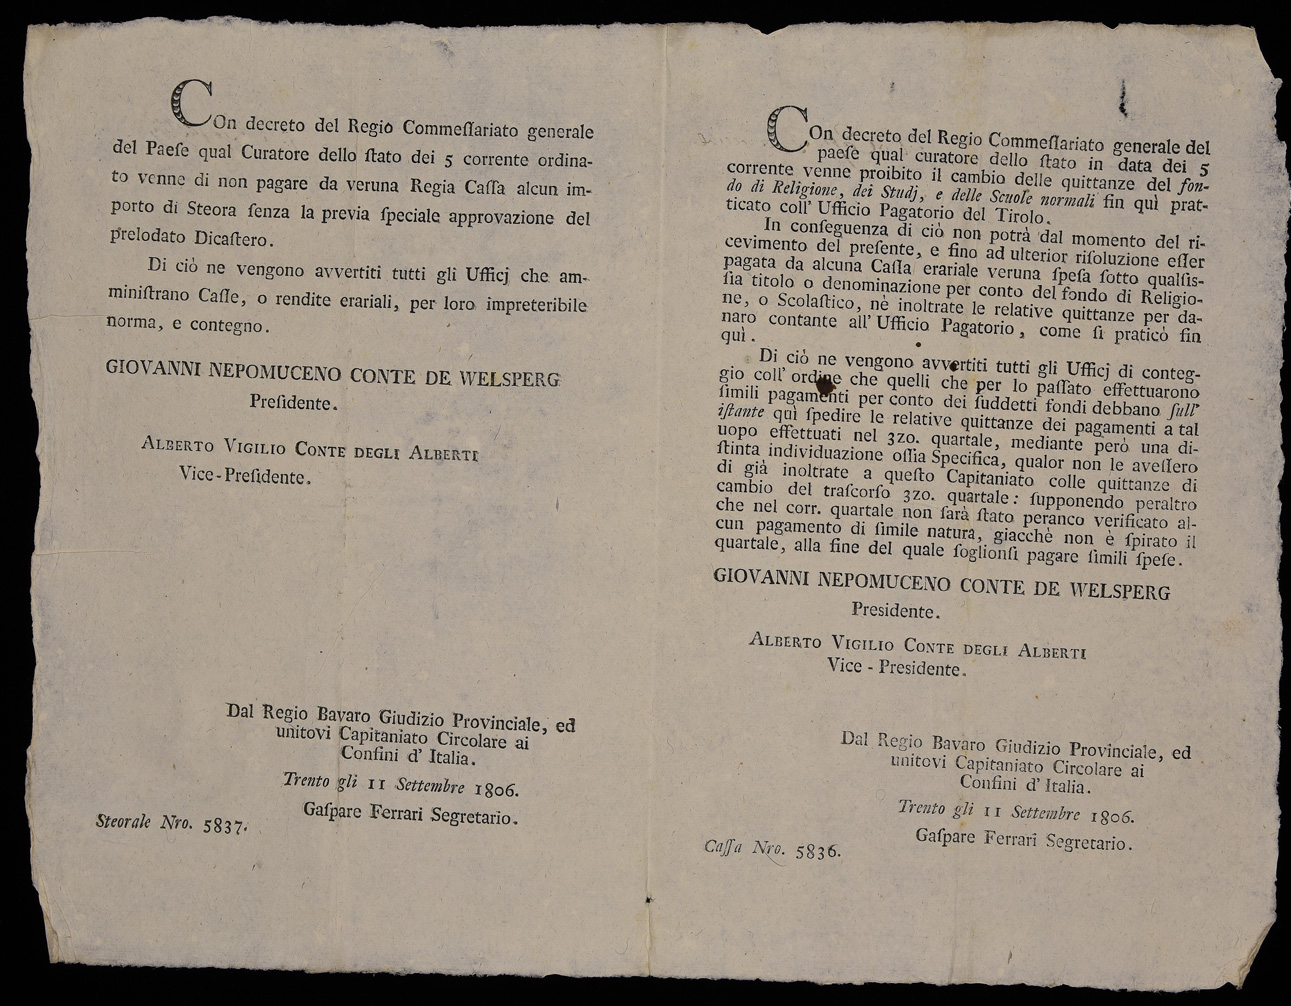 COn decreto del Regio Commeſſariato generale
del Paeſe qual Curatore dello ſtato dei 5 corrente ordina-
to venne di non pagare da veruna Regia Caſſa alcun im-
porto di Steora ſenza la previa ſpeciale approvazione del
prelodato Dicaſtero.
Di ciò ne vengono avvertiti tutti gli Ufficj che am-
miniſtrano Caſſe, o rendite erariali, per loro impreteribile
norma, e contegno.
GIOVANNI NEPOMUCENO CONTE DE WELSPERG
Preſidente.
ALBERTO VIGILIO CONTE DEGLI ALBERTI
Vice-Preſidente.
Dal Regio Bavaro Giudizio Provinciale, ed
unitovi Capitaniato Circolare ai
Confini d' Italia.
Trento gli 11 Settembre 1806.
Gaſpare Ferrari Segretario.
Steorale Nro. 5837.
COn decreto del Regio Commeſſariato generale del
paeſe qual curatore dello ſtato in data dei 5
corrente venne proibito il cambio delle quittanze del fon-
do di Religione, dei Studj, e delle Scuole normali fin quì prat-
ticato coll' Ufficio Pagatorio del Tirolo.
In conſeguenza di ciò non potrà dal momento del ri-
cevimento del preſente, e fino ad ulterior riſoluzione eſſer
pagata da alcuna Caſſa erariale veruna ſpeſa ſotto qualſis-
ſia titolo o denominazione per conto del fondo di Religio-
ne, o Scolaſtico, nè inoltrate le relative quittanze per da-
naro contante all' Ufficio Pagatorio, come ſi praticò fin
quì.
Di ciò ne vengono avvertiti tutti gli Ufficj di conteg-
gio coll' ordine che quelli che per lo paſſato effettuarono
ſimili pagamenti per conto dei ſuddetti fondi debbano ſull'
iſtante quì ſpedire le relative quittanze dei pagamenti a tal
uopo effettuati nel 3zo. quartale, mediante però una di-
ſtinta individuazione oſſia Specifica, qualor non le aveſſero
di già inoltrate a queſto Capitaniato colle quittanze di
cambio del traſcorſo 3zo. quartale: ſupponendo peraltro
che nel corr. quartale non ſarà ſtato peranco verificato al-
cun pagamento di ſimile natura, giacchè non è ſpirato il
quartale, alla fine del quale ſoglionſi pagare ſimili ſpeſe.
GIOVANNI NEPOMUCENO CONTE DE WELSPERG
Presidente.
ALBERTO VIGILIO CONTE DEGLI ALBERTI
Vice - Presidente.
Dal Regio Bavaro Giudizio Provinciale, ed
unitovi Capitaniato Circolare ai
Confini d' Italia.
Trento gli 11 Settembre 1806.
Gaſpare Ferrari Segretario.
Caſſa Nro. 5836.